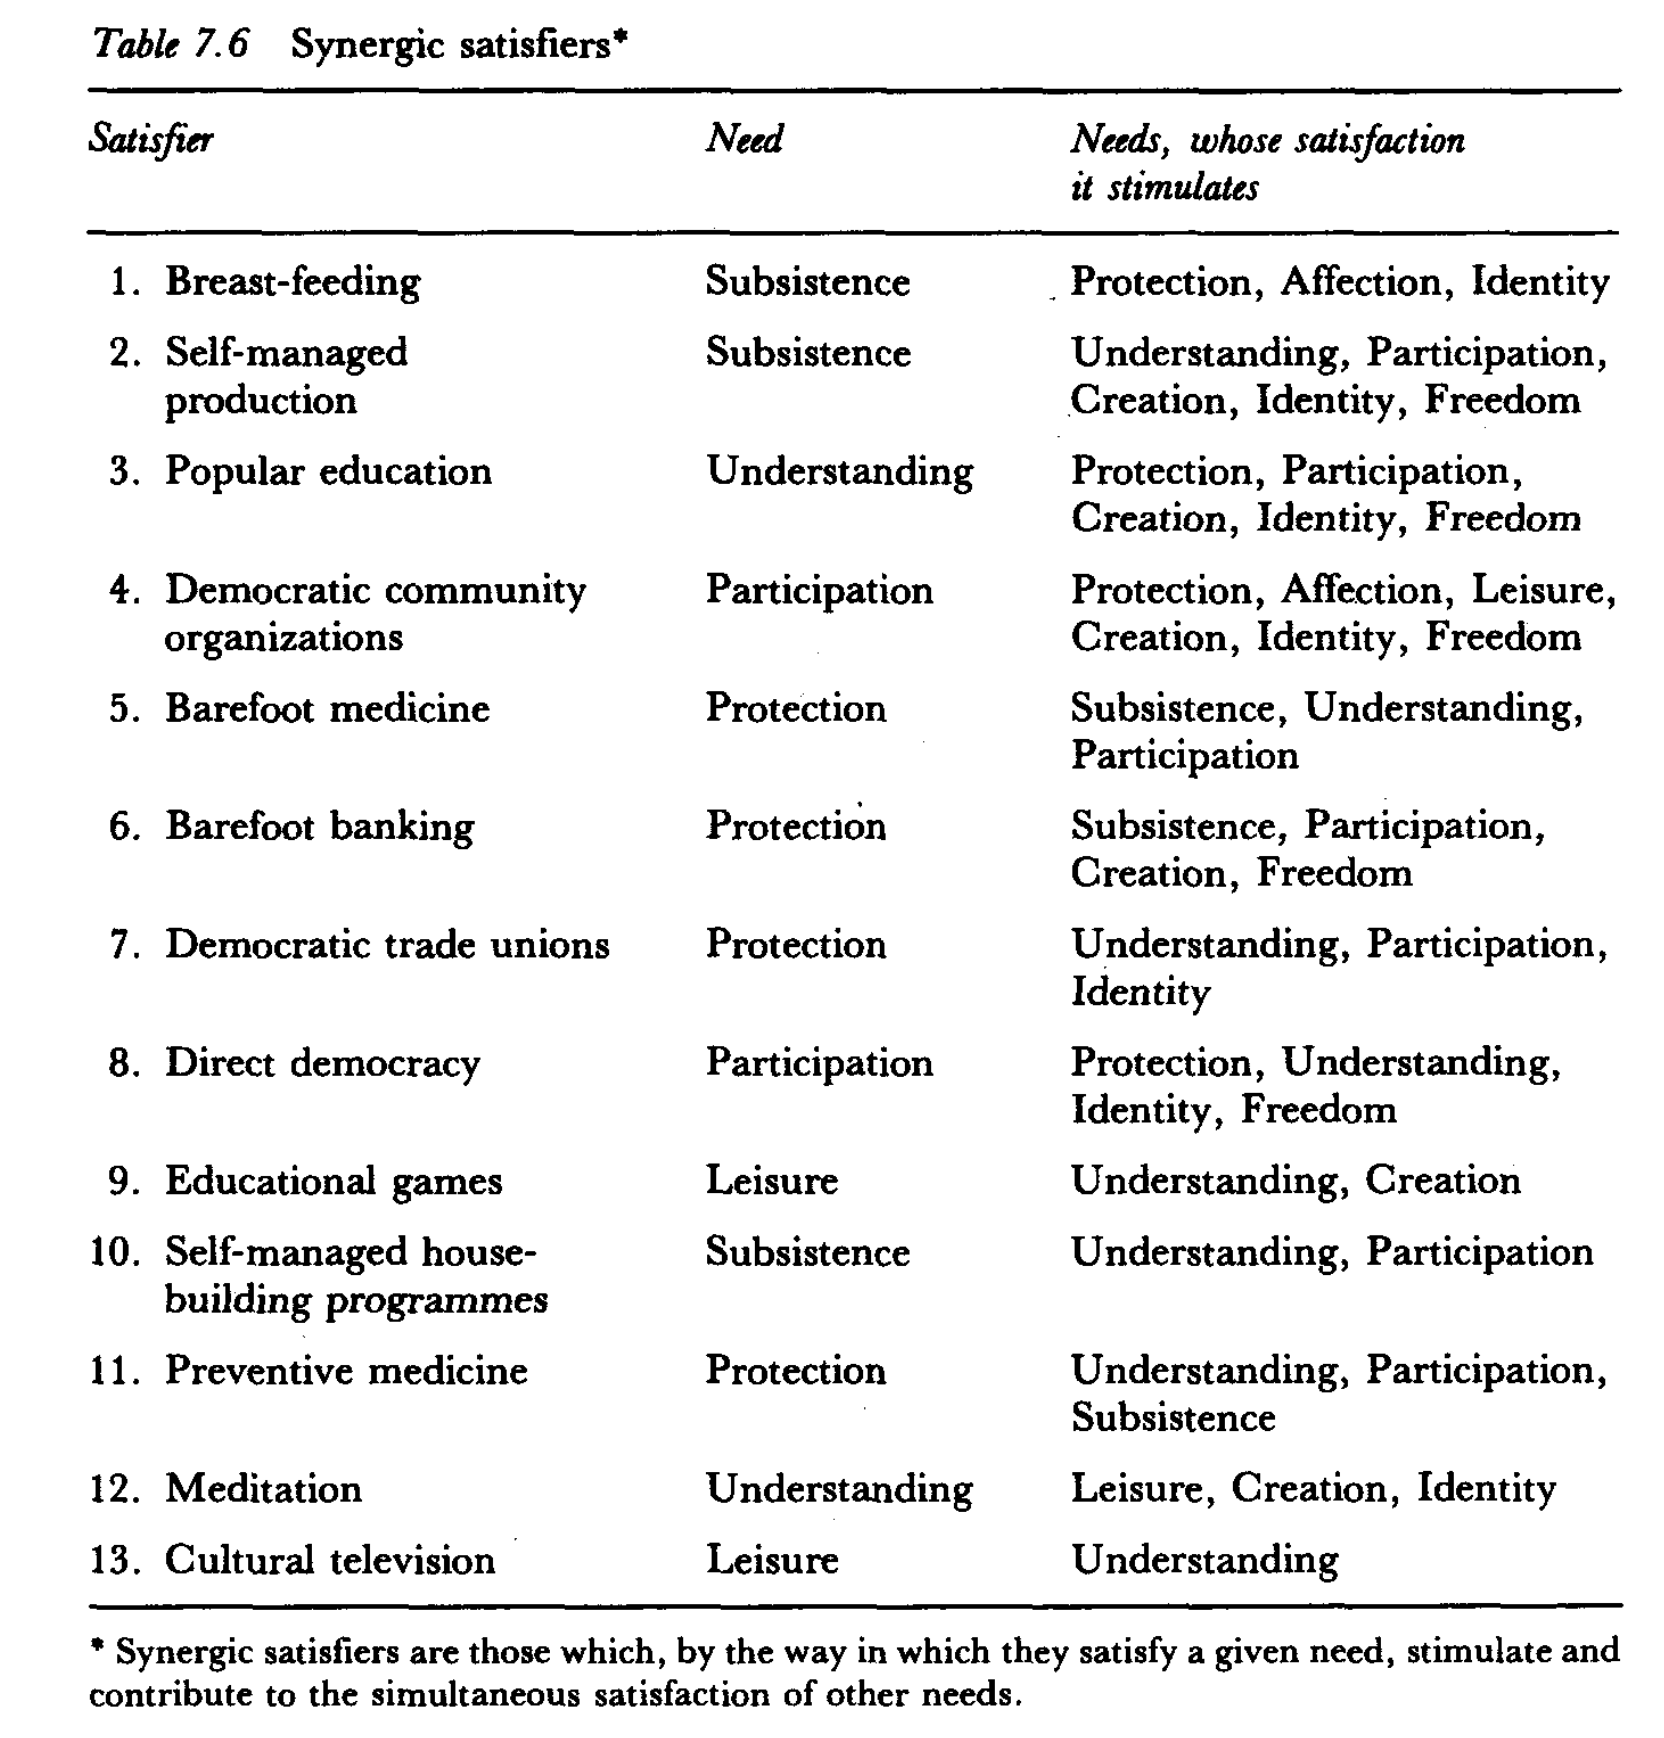 Table 7.6 Synergic satisfiers*
Satisfier Need Needs, whose satisfaction
it stimulates
1. Breast-feeding Subsistence Protection, Affection, Identity
2. Self-managed Subsistence Understanding, Participation,
production Creation, Identity, Freedom
3. Popular education Understanding Protection, Participation,
Creation, Identity, Freedom
4. Democratic community Participation Protection, Affection, Leisure,
organizations Creation, Identity, Freedom
5. Barefoot medicine Protection Subsistence, Understanding,
Participation
6. Barefoot banking Protection Subsistence, Participation,
Creation, Freedom
7. Democratic trade unions Protection Understanding, Participation,
Identity
8. Direct democracy Participation Protection, Understanding,
Identity, Freedom
9. Educational games Leisure Understanding, Creation
10. Self-managed house- Subsistence Understanding, Participation
building programmes
11. Preventive medicine Protection Understanding, Participation,
Subsistence
12. Meditation Understanding Leisure, Creation, Identity
13. Cultural television Leisure Understanding
* Synergic satisfiers are those which, by the way in which they satisfy a given need, stimulate and
contribute to the simultaneous satisfaction of other needs.